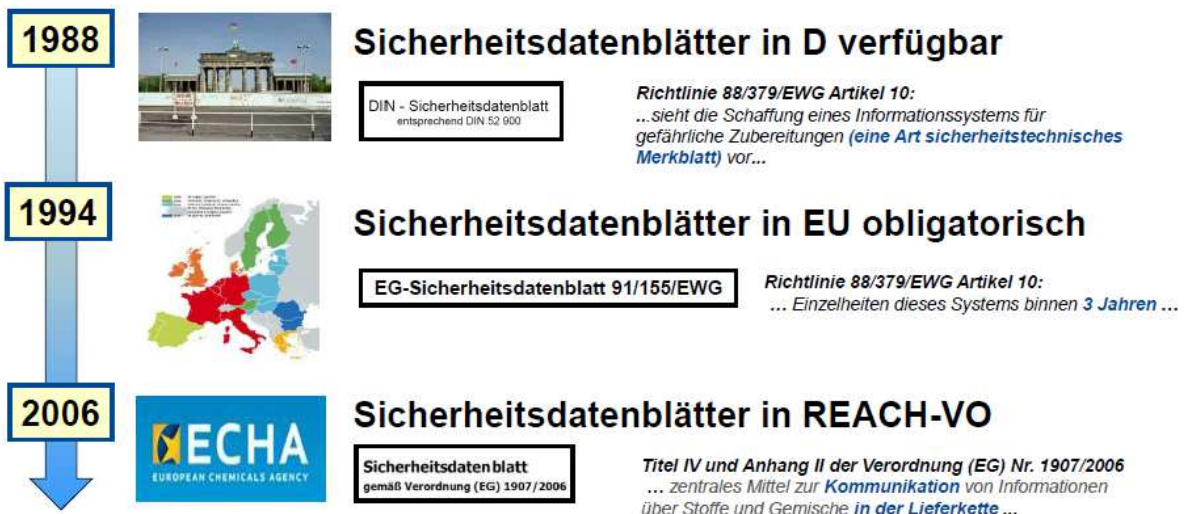 1988
Sicherheitsdatenblätter in D verfügbar
DIN - Sicherheitsdatenblatt
entsprechend DIN 52 900
Richtlinie 88/379/EWG Artikel 10:
...sieht die Schaffung eines Informationssystems für
gefährliche Zubereitungen (eine Art sicherheitstechnisches
Merkblatt) vor...
1994
Sicherheitsdatenblätter in EU obligatorisch
EG-Sicherheitsdatenblatt 91/155/EWG
Richtlinie 88/379/EWG Artikel 10:
... Einzelheiten dieses Systems binnen 3 Jahren ...
2006
ECHA
EUROPEAN CHEMICALS AGENCY
Sicherheitsdatenblätter in REACH-VO
Sicherheitsdatenblatt
gemäß Verordnung (EG) 1907/2006
Titel IV und Anhang II der Verordnung (EG) Nr. 1907/2006
... zentrales Mittel zur Kommunikation von Informationen
über Stoffe und Gemische in der Lieferkette ...